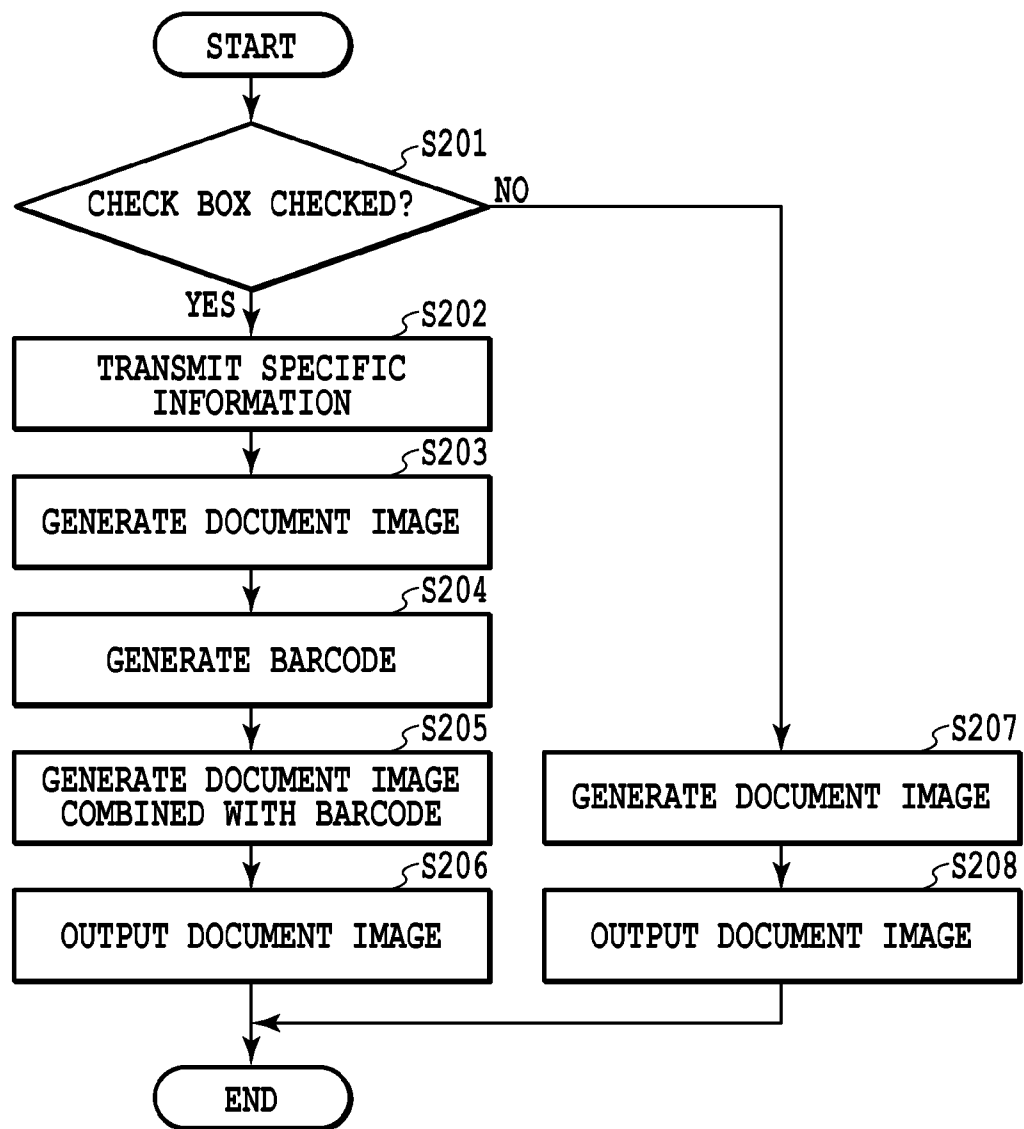 START
S201
CHECK BOX CHECKED?
NO
YES
S202
TRANSMIT SPECIFIC
INFORMATION
S203
GENERATE DOCUMENT IMAGE
S204
GENERATE BARCODE
S205
GENERATE DOCUMENT IMAGE
COMBINED WITH BARCODE
S206
OUTPUT DOCUMENT IMAGE
S207
GENERATE DOCUMENT IMAGE
S208
OUTPUT DOCUMENT IMAGE
END